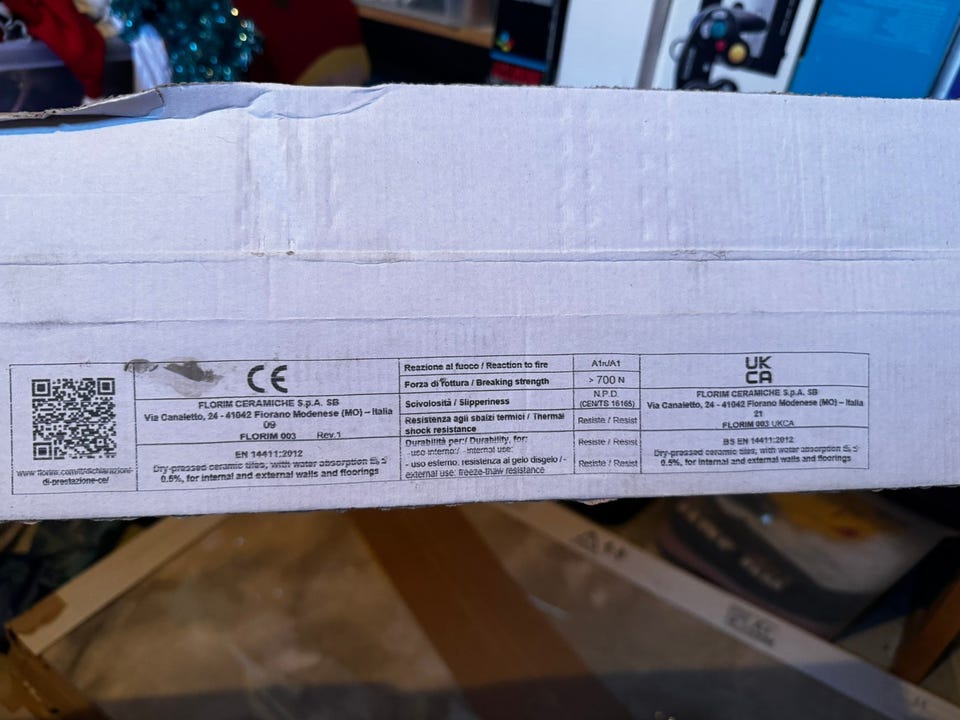 www.florim.com/it/dichiarazioni-
di-prestazione-ce/
CE
FLORIM CERAMICHE S.p.A. SB
Via Canaletto, 24 - 41042 Fiorano Modenese (MO) – Italia
09
FLORIM 003 Rev.1
EN 14411:2012
Dry-pressed ceramic tiles, with water absorption E_b ≤
0.5%, for internal and external walls and floorings
Reazione al fuoco / Reaction to fire
A1FL/A1
Forza di rottura / Breaking strength
> 700 N
Scivolosità / Slipperiness
N.P.D.
(CEN/TS 16165)
Resistenza agli sbalzi termici / Thermal
shock resistance
Resiste / Resist
Durabilità per:/ Durability, for:
- uso interno:/ -internal use:
Resiste / Resist
- uso esterno: resistenza al gelo disgelo / -
external use: freeze-thaw resistance
Resiste / Resist
UK
CA
FLORIM CERAMICHE S.p.A. SB
Via Canaletto, 24 - 41042 Fiorano Modenese (MO) – Italia
21
FLORIM 003 UKCA
BS EN 14411:2012
Dry-pressed ceramic tiles, with water absorption E_b ≤
0.5%, for internal and external walls and floorings